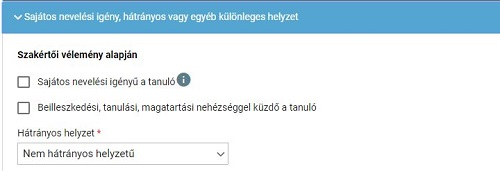 Sajátos nevelési igény, hátrányos vagy egyéb különleges helyzet
Szakértői vélemény alapján
Sajátos nevelési igényű a tanuló
Beilleszkedési, tanulási, magatartási nehézséggel küzdő a tanuló
Hátrányos helyzet *
Nem hátrányos helyzetű